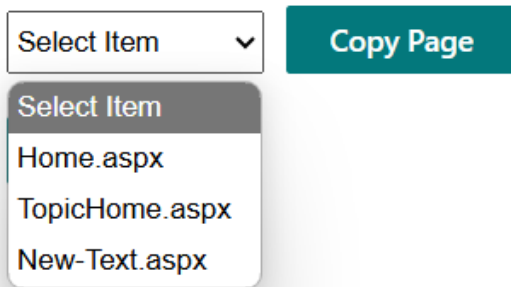 Select Item
Copy Page
Select Item
Home.aspx
TopicHome.aspx
New-Text.aspx